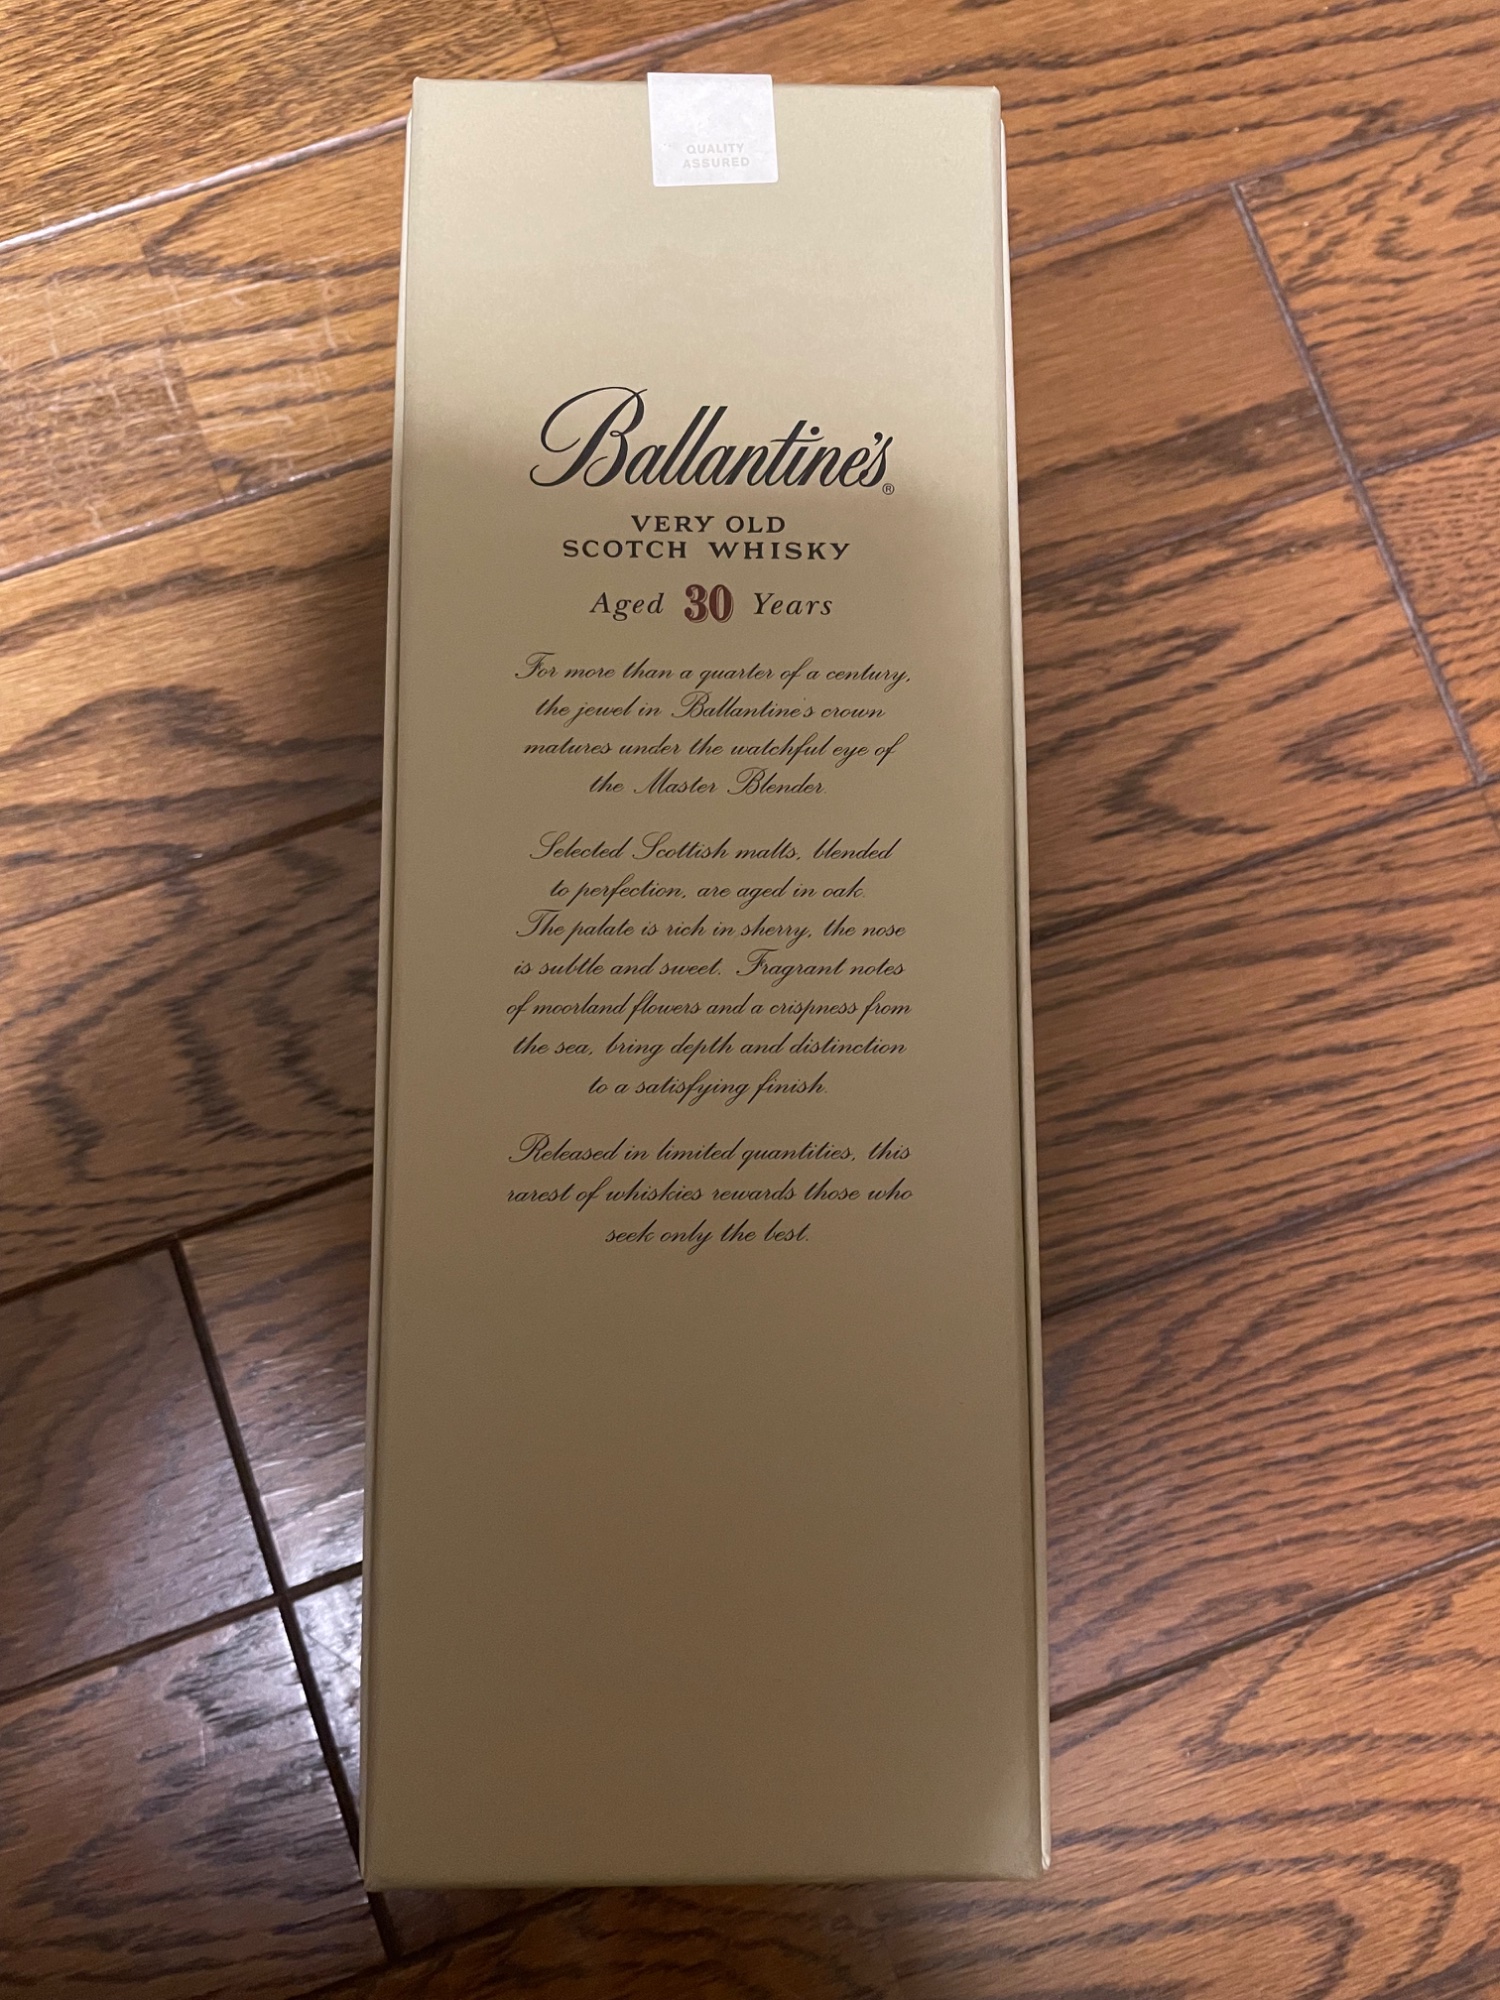 QUALITY
ASSURED
Ballantine's®
VERY OLD
SCOTCH WHISKY
Aged 30 Years
For more than a quarter of a century,
the jewel in Ballantine's crown
matures under the watchful eye of
the Master Blender.
Selected Scottish malts, blended
to perfection, are aged in oak.
The palate is rich in sherry, the nose
is subtle and sweet. Fragrant notes
of moorland flowers and a crispness from
the sea, bring depth and distinction
to a satisfying finish.
Released in limited quantities, this
rarest of whiskies rewards those who
seek only the best.